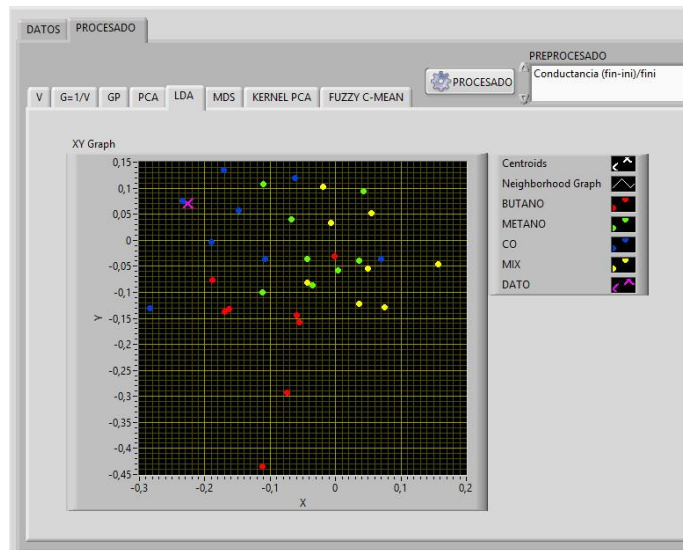 DATOS PROCESADO
PREPROCESADO
PROCESADO Conductancia (fin-ini)/fini
V G=1/V GP PCA LDA MDS KERNEL PCA FUZZY C-MEAN
XY Graph
Centroids
Neighborhood Graph
BUTANO
METANO
CO
MIX
DATO
0,15
0,1
0,05
0
-0,05
-0,1
-0,15
-0,2
-0,25
-0,3
-0,35
-0,4
-0,45
Y
-0,3 -0,2 -0,1 0 0,1 0,2
X